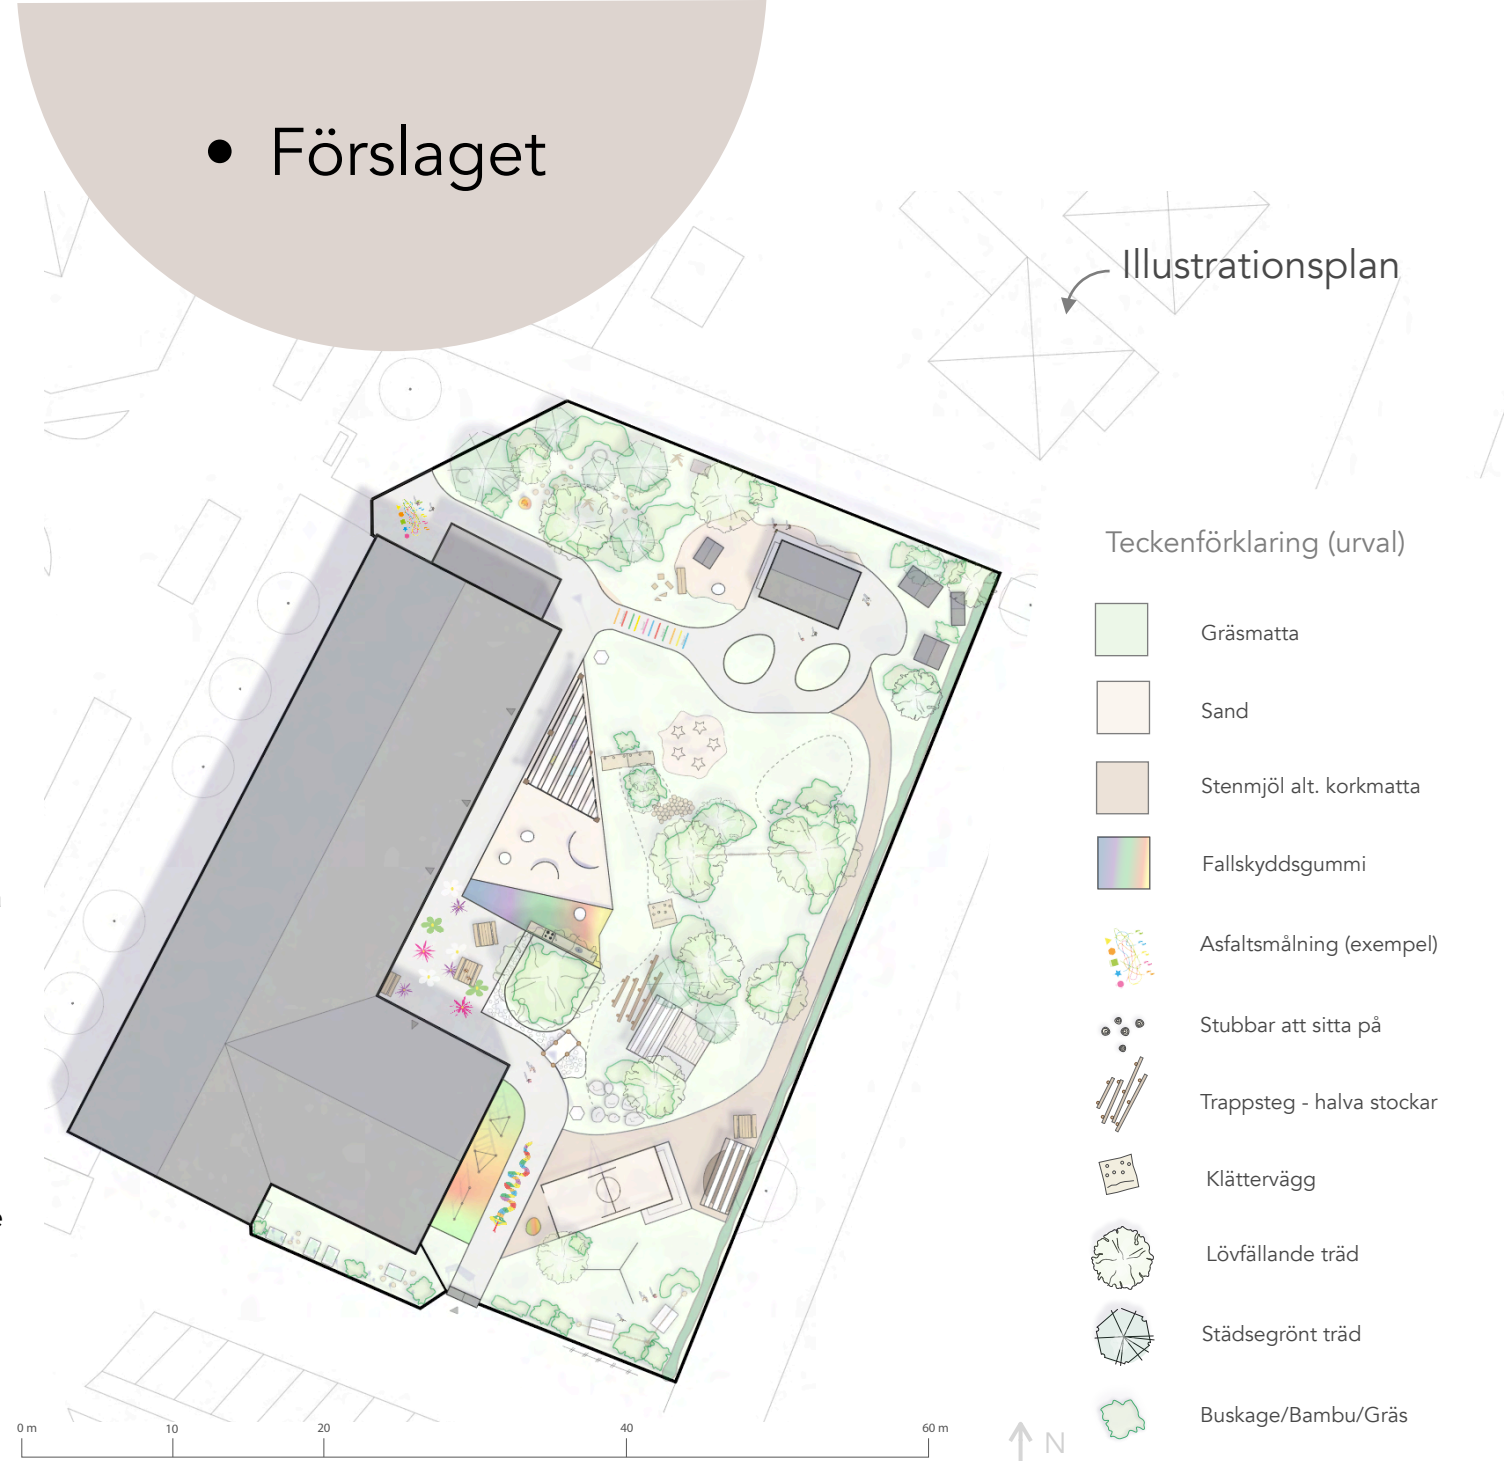 • Förslaget
Illustrationsplan
Teckenförklaring (urval)
Gräsmatta
Sand
Stenmjöl alt. korkmatta
Fallskyddsgummi
Asfaltsmålning (exempel)
Stubbar att sitta på
Trappsteg - halva stockar
Klättervägg
Lövfällande träd
Städsegrönt träd
Buskage/Bambu/Gräs
0 m 10 20 40 60 m
N